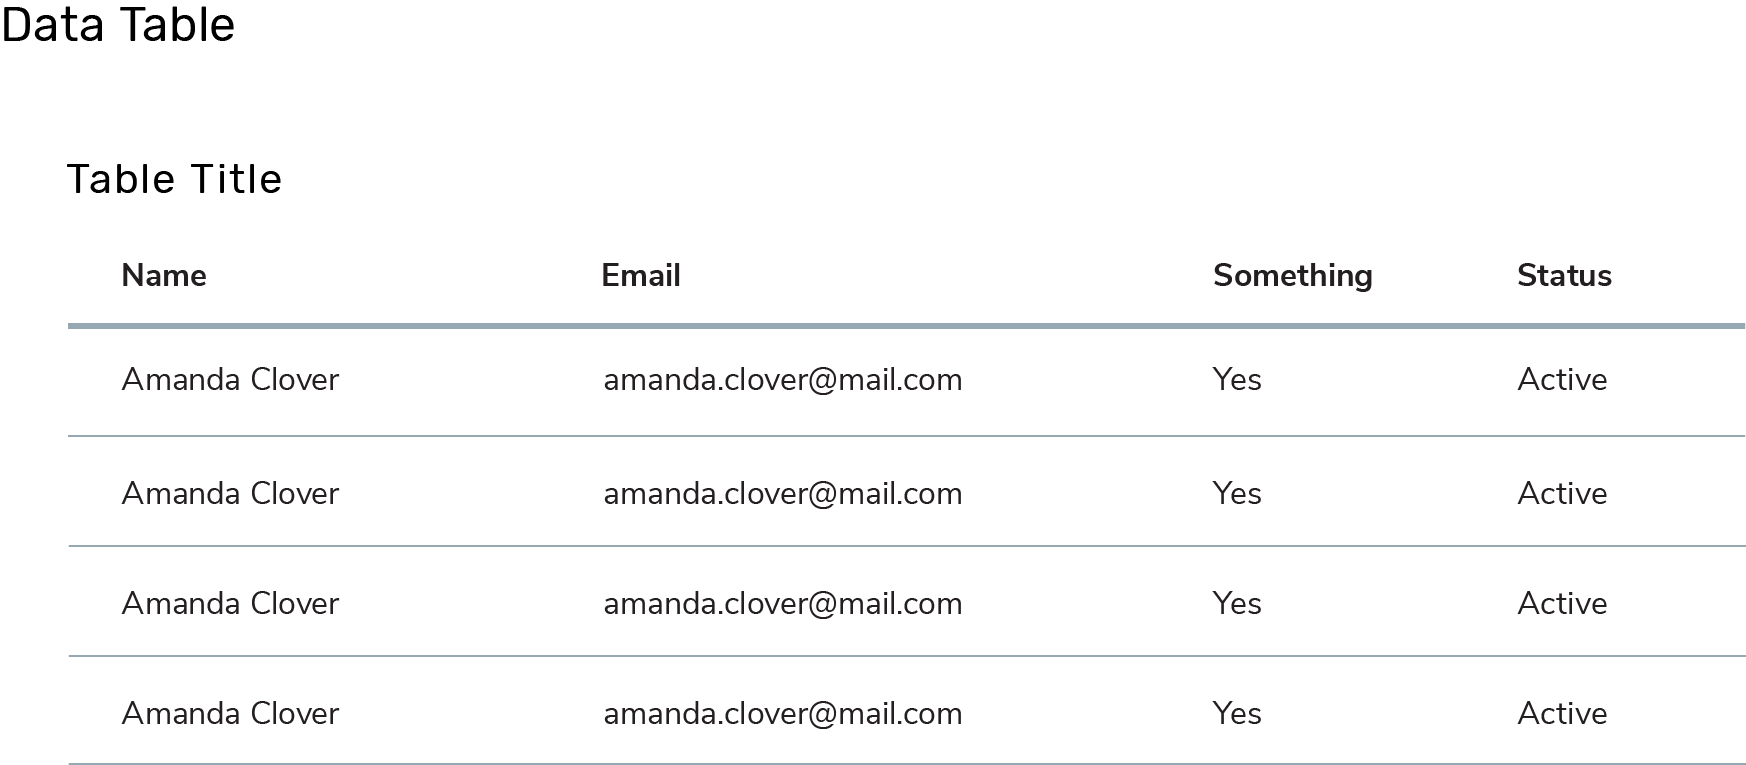 Data Table
Table Title
Name Email Something Status
Amanda Clover amanda.clover@mail.com Yes Active
Amanda Clover amanda.clover@mail.com Yes Active
Amanda Clover amanda.clover@mail.com Yes Active
Amanda Clover amanda.clover@mail.com Yes Active